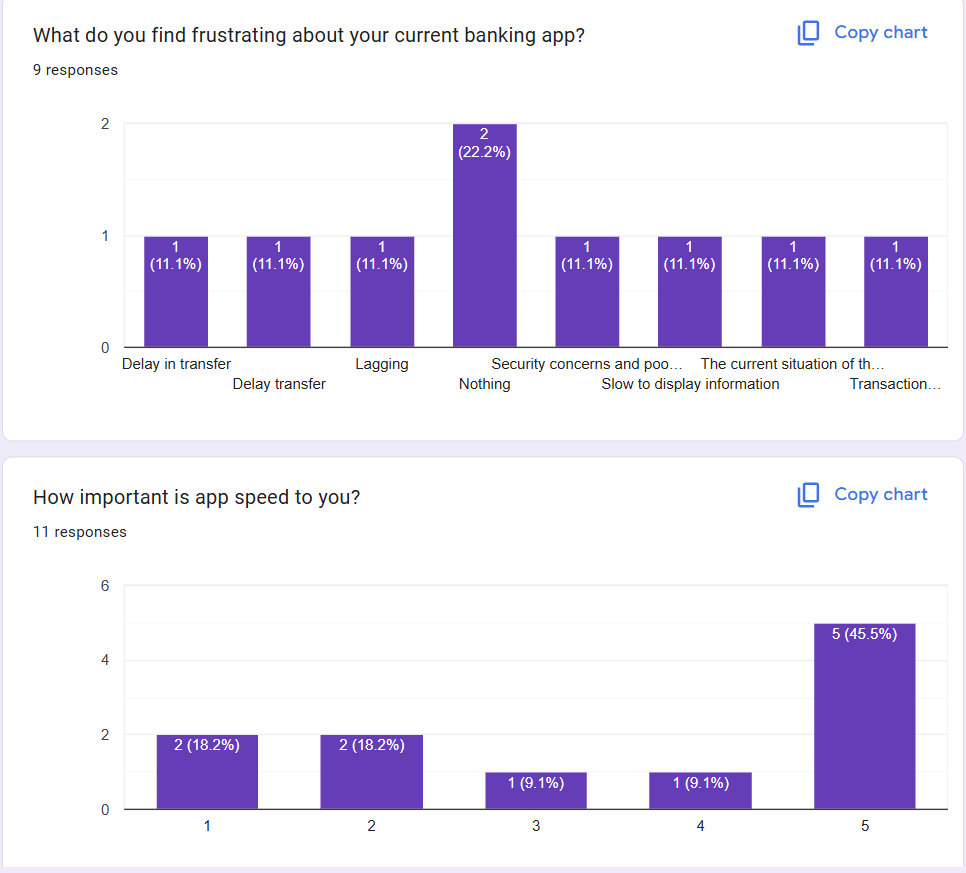 What do you find frustrating about your current banking app?
Copy chart
9 responses
2
1
0
1
(11.1%)
1
(11.1%)
1
(11.1%)
2
(22.2%)
1
(11.1%)
1
(11.1%)
1
(11.1%)
1
(11.1%)
Delay in transfer
Delay transfer
Lagging
Nothing
Security concerns and poo…
Slow to display information
The current situation of th…
Transaction…
How important is app speed to you?
Copy chart
11 responses
6
4
2
0
2 (18.2%)
2 (18.2%)
1 (9.1%)
1 (9.1%)
5 (45.5%)
1
2
3
4
5